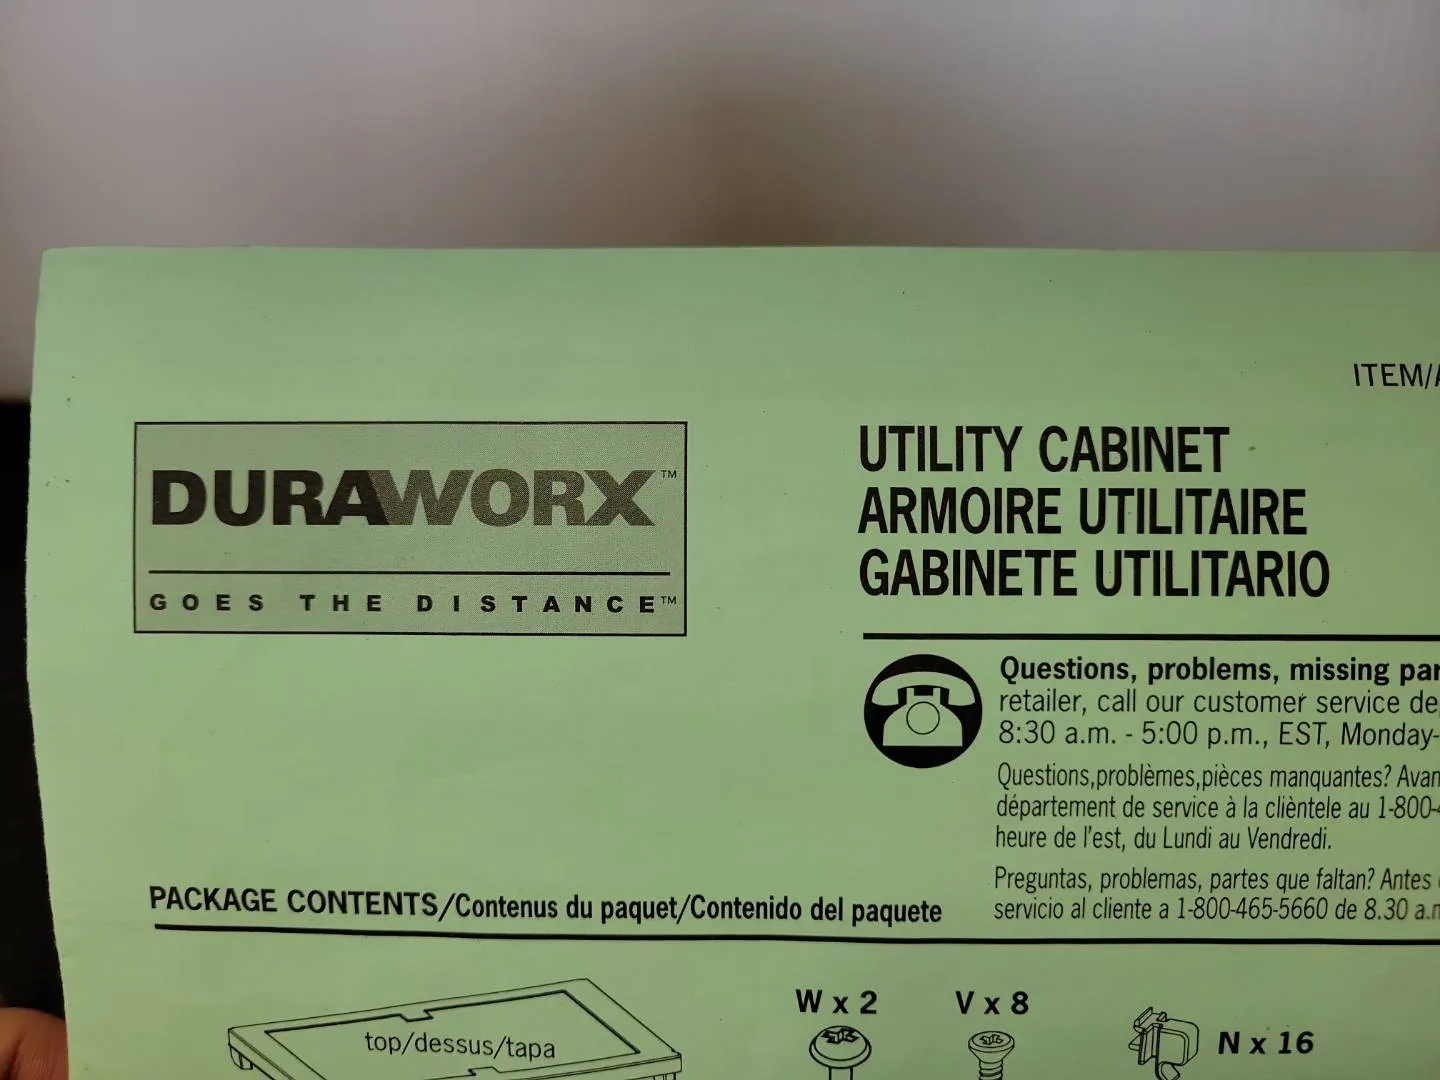 ITEM/
DURAWORX™
GOES THE DISTANCE™
UTILITY CABINET
ARMOIRE UTILITAIRE
GABINETE UTILITARIO
Questions, problems, missing
retailer, call our customer service
8:30 a.m. - 5:00 p.m., EST, Monday-
Questions,problèmes,pièces manquantes?
département de service à la clièntele au 1-800-
heure de l'est, du Lundi au Vendredi.
Preguntas, problemas, partes que faltan? Antes
servicio al cliente a 1-800-465-5660 de 8.30
PACKAGE CONTENTS/Contenus du paquet/Contenido del paquete
top/dessus/tapa
W x 2
V x 8
N x 16